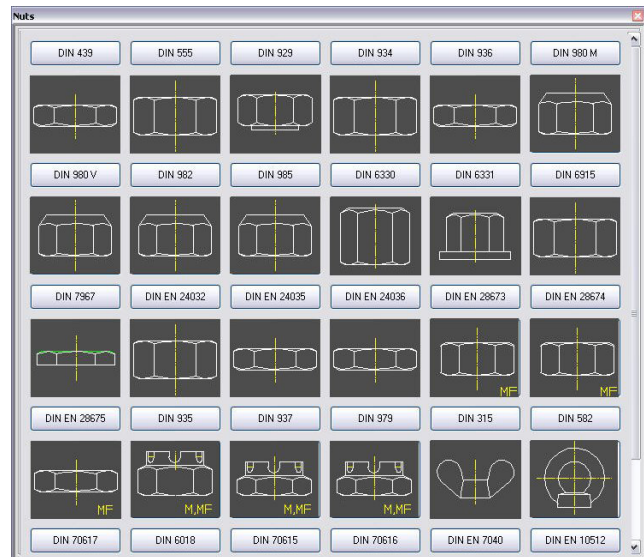 Nuts
DIN 439 DIN 555 DIN 929 DIN 934 DIN 936 DIN 980 M
DIN 980 V DIN 982 DIN 985 DIN 6330 DIN 6331 DIN 6915
DIN 7967 DIN EN 24032 DIN EN 24035 DIN EN 24036 DIN EN 28673 DIN EN 28674
MF MF
DIN EN 28675 DIN 935 DIN 937 DIN 979 DIN 315 DIN 582
MF M,MF M,MF M,MF
DIN 70617 DIN 6018 DIN 70615 DIN 70616 DIN EN 7040 DIN EN 10512